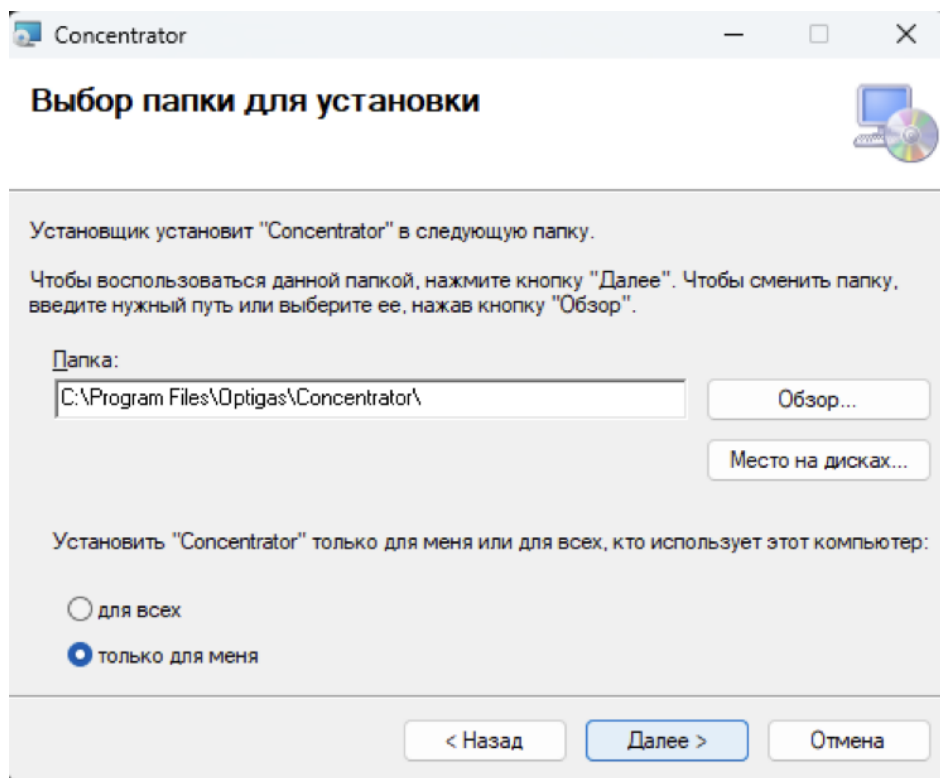 Concentrator
Выбор папки для установки
Установщик установит "Concentrator" в следующую папку.
Чтобы воспользоваться данной папкой, нажмите кнопку "Далее". Чтобы сменить папку,
введите нужный путь или выберите ее, нажав кнопку "Обзор".
Папка:
C:\Program Files\Optigas\Concentrator\
Обзор...
Место на дисках...
Установить "Concentrator" только для меня или для всех, кто использует этот компьютер:
для всех
только для меня
< Назад
Далее >
Отмена